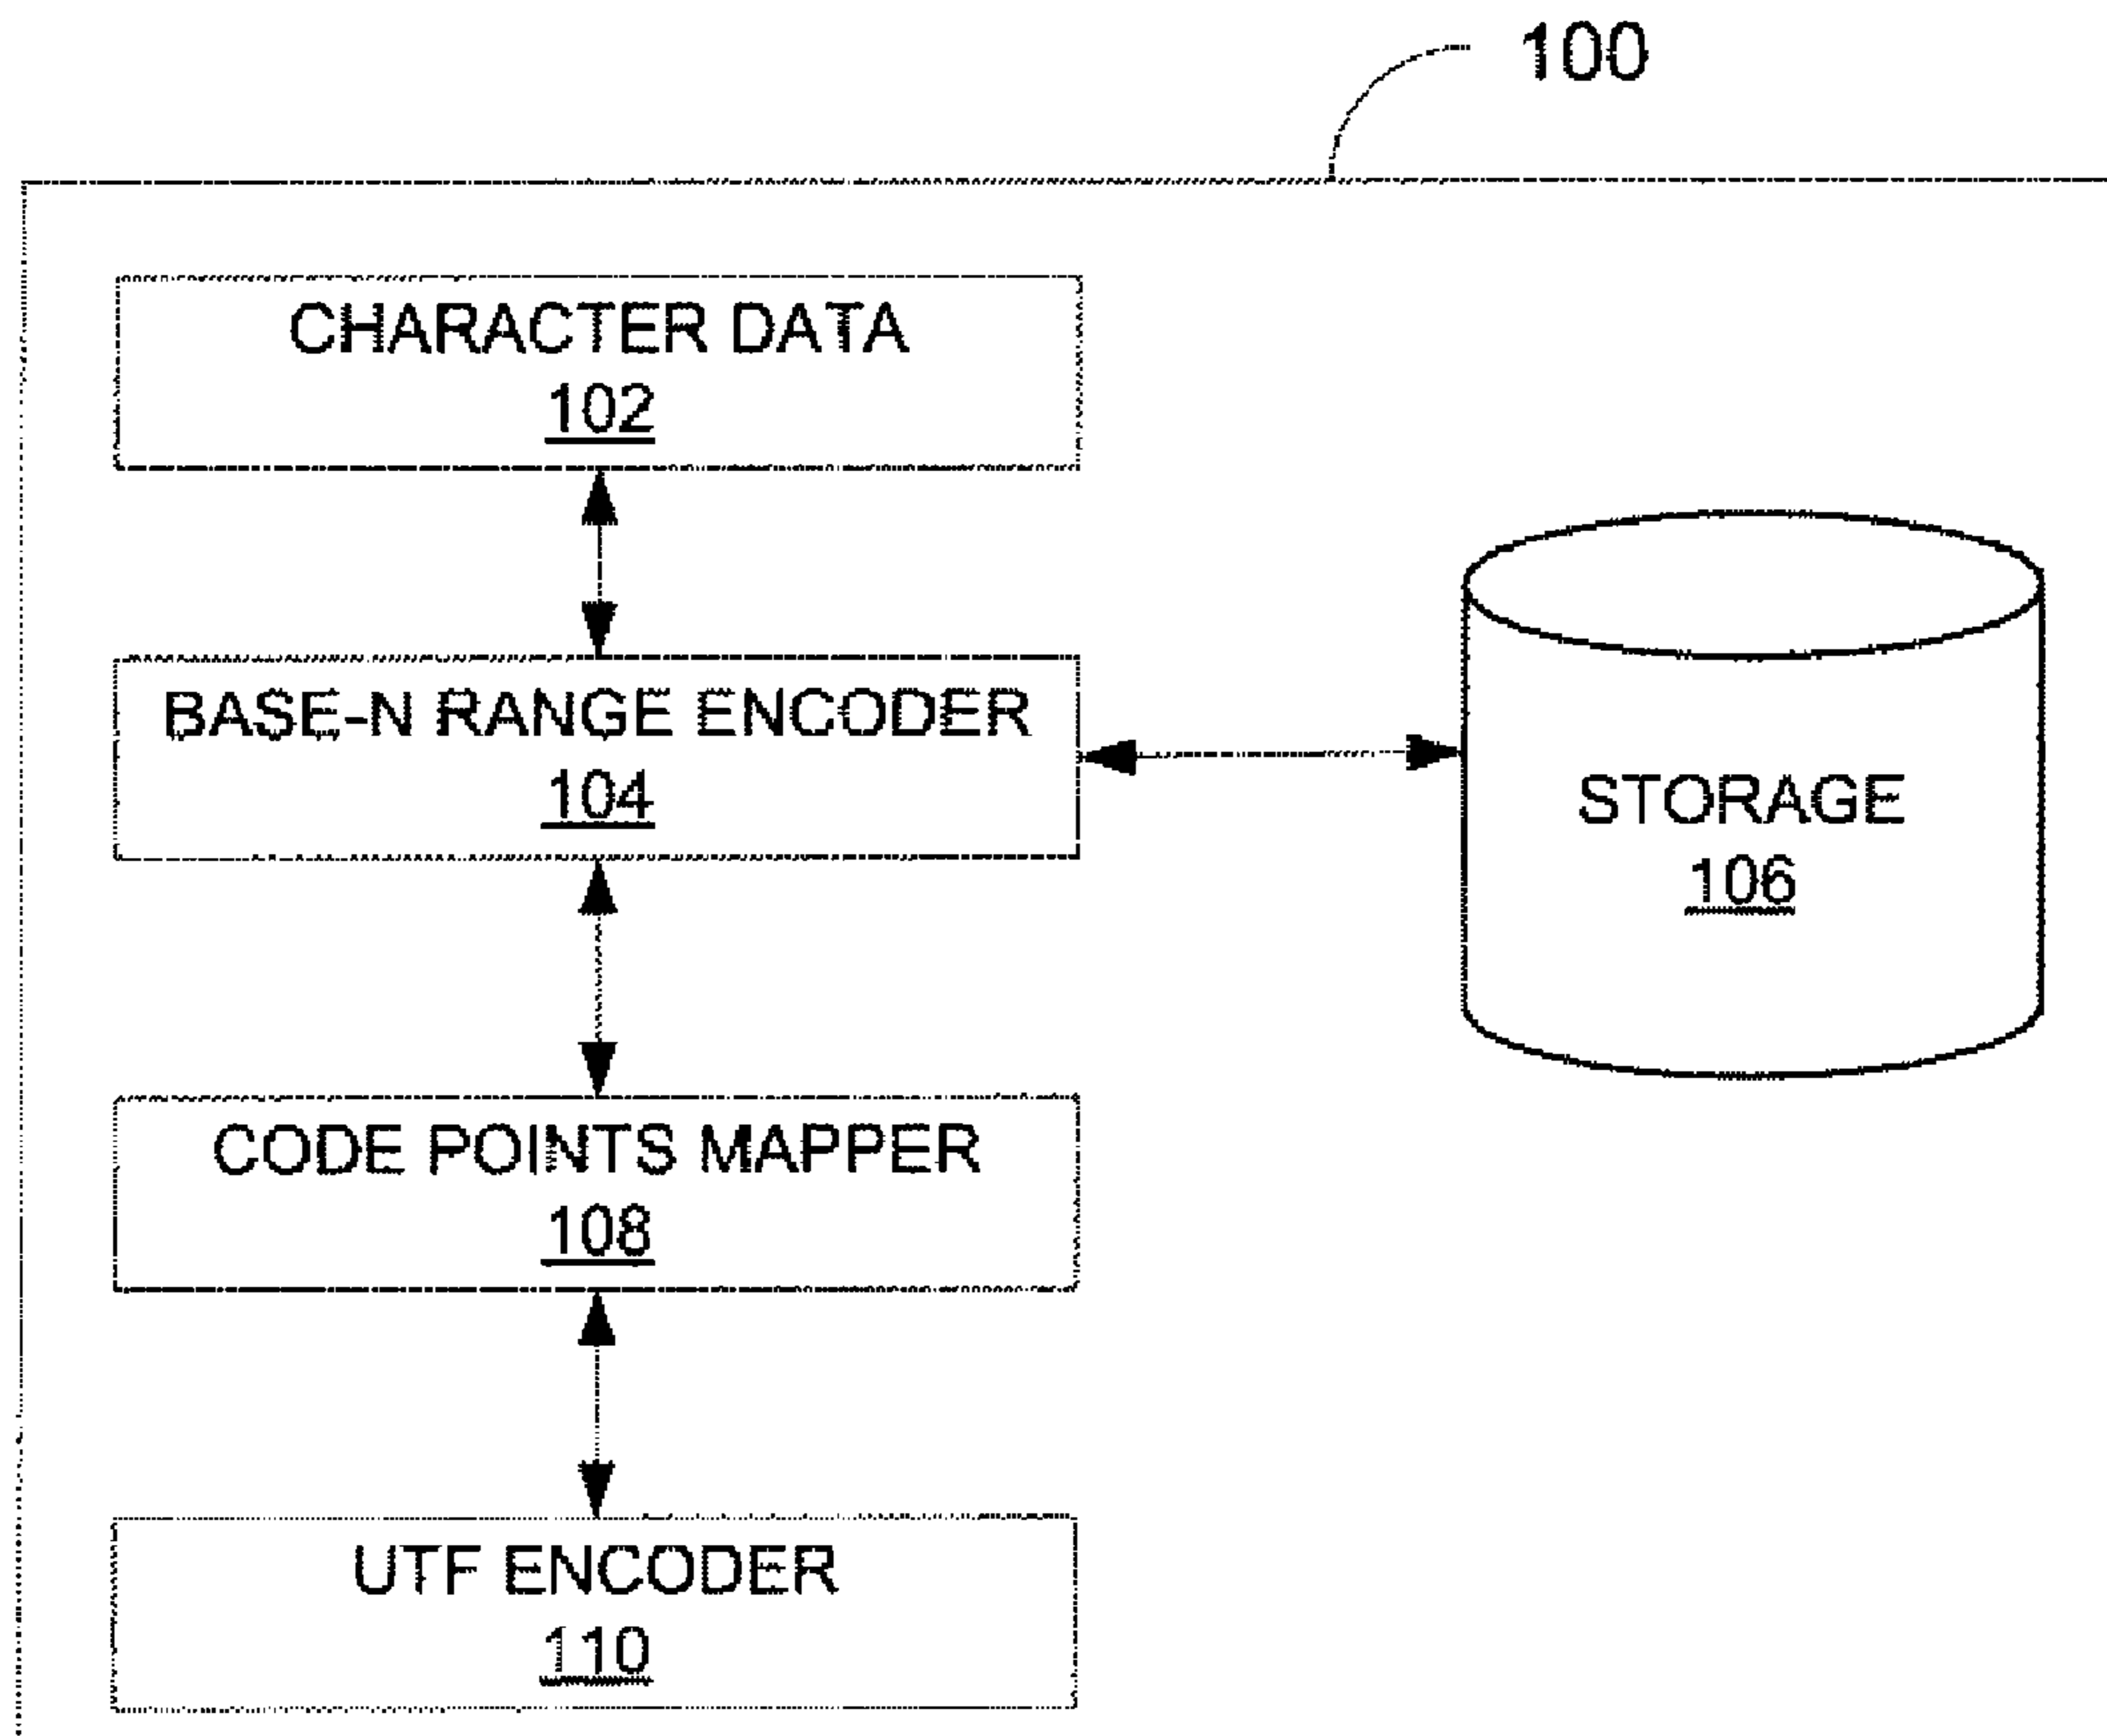 100
CHARACTER DATA
102
BASE-N RANGE ENCODER
104
STORAGE
106
CODE POINTS MAPPER
108
UTF ENCODER
110